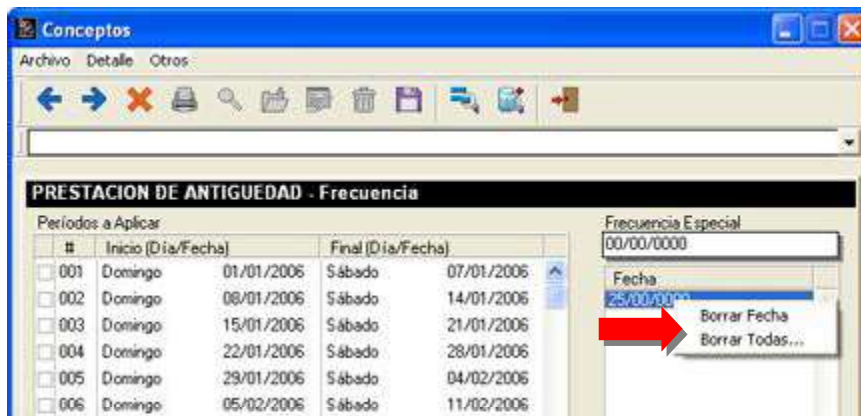 Conceptos
Archivo Detalle Otros
PRESTACION DE ANTIGUEDAD - Frecuencia
Períodos a Aplicar
Frecuencia Especial
00/00/0000
# Inicio (Día/Fecha) Final (Día/Fecha)
Fecha
001 Domingo 01/01/2006 Sábado 07/01/2006
25/00/0000
002 Domingo 08/01/2006 Sábado 14/01/2006
Borrar Fecha
003 Domingo 15/01/2006 Sábado 21/01/2006
Borrar Todas...
004 Domingo 22/01/2006 Sábado 28/01/2006
005 Domingo 29/01/2006 Sábado 04/02/2006
006 Domingo 05/02/2006 Sábado 11/02/2006